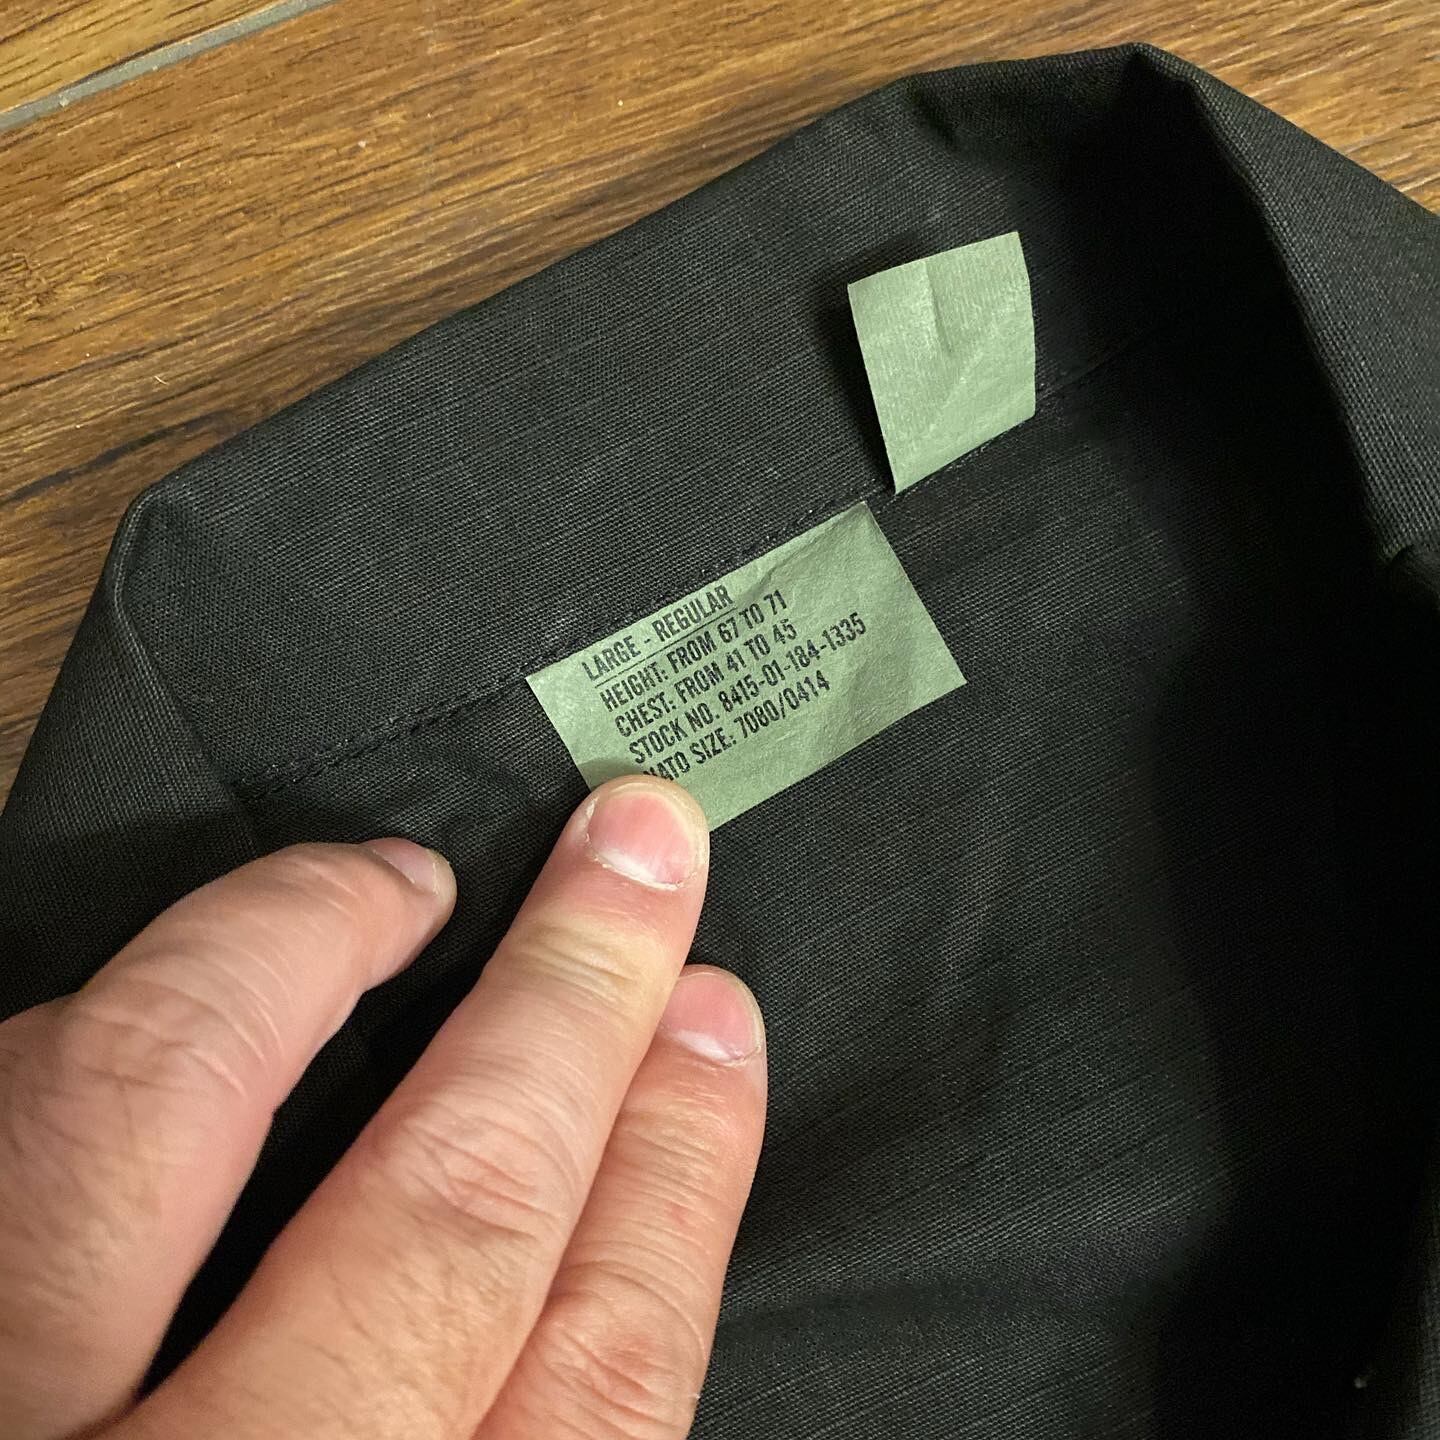 LARGE - REGULAR
HEIGHT: FROM 67 TO 71
CHEST: FROM 41 TO 45
STOCK NO. 8415-01-184-1335
NATO SIZE: 7080/0414